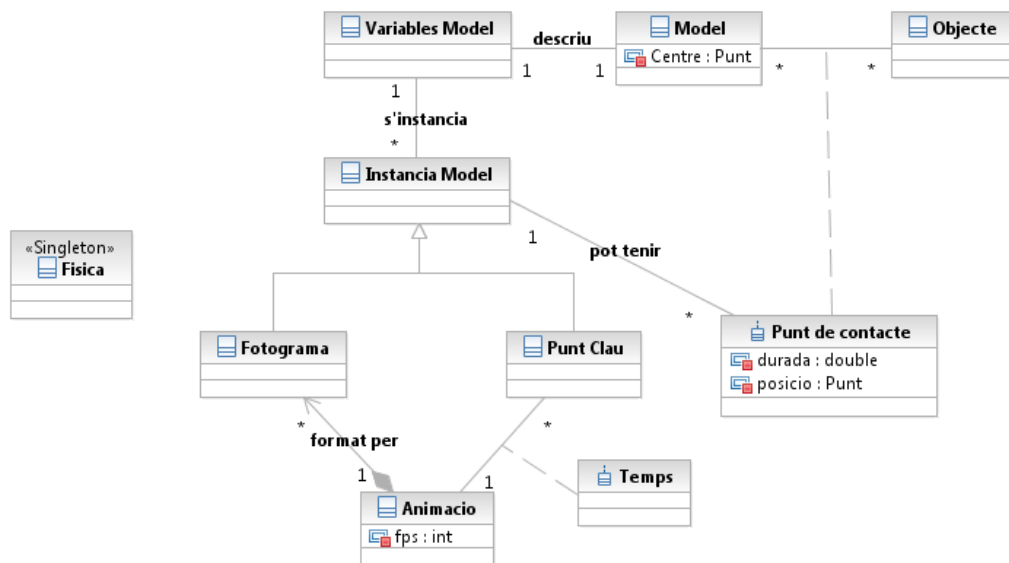 Variables Model
descriu
1
1
Model
Centre : Punt
*
*
Objecte
1
s'instancia
*
Instancia Model
1
pot tenir
*
«Singleton»
Fisica
Fotograma
Punt Clau
Punt de contacte
durada : double
posicio : Punt
*
format per
1
*
1
Temps
Animacio
fps : int